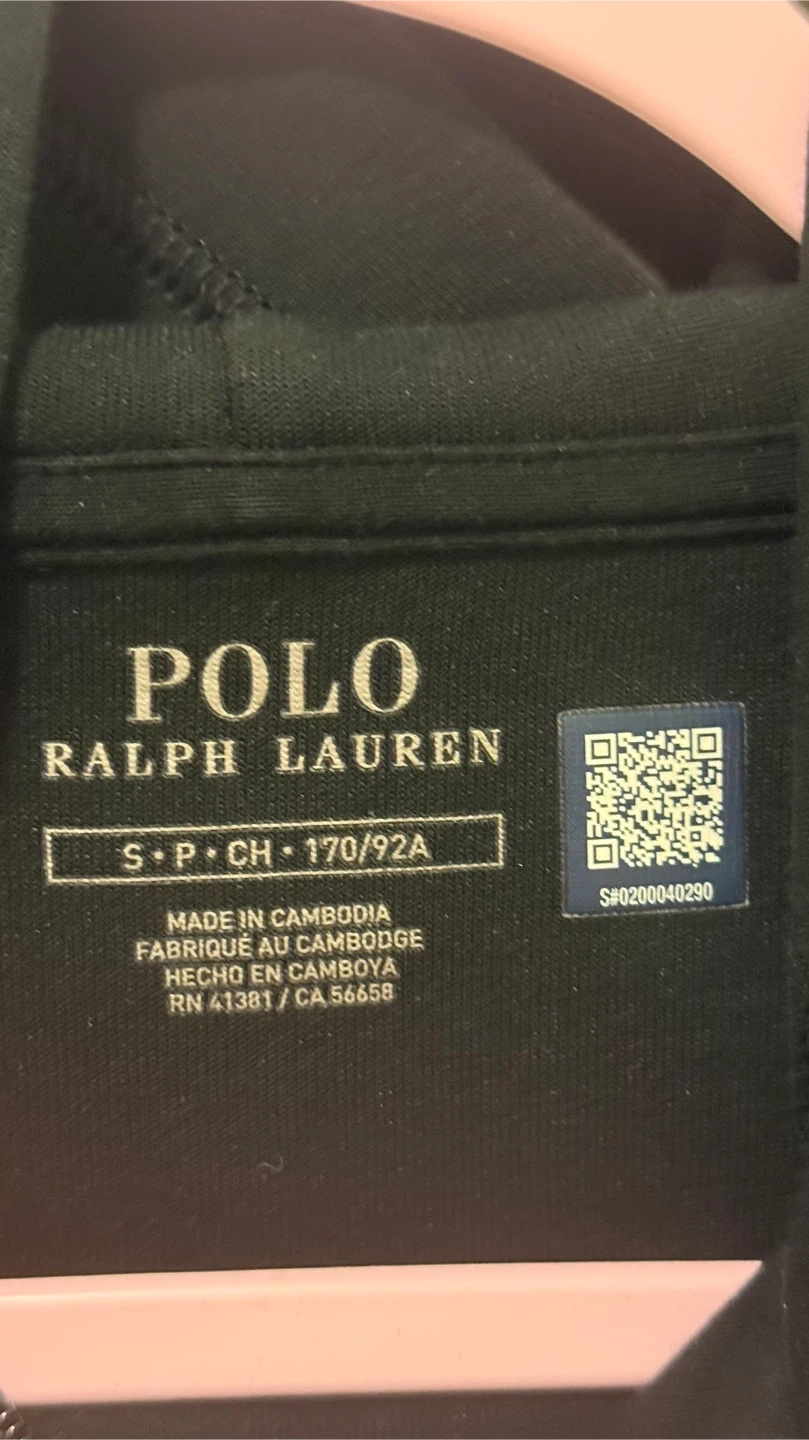 POLO
RALPH LAUREN
S • P • CH • 170/92A
MADE IN CAMBODIA
FABRIQUÉ AU CAMBODGE
HECHO EN CAMBOYA
RN 41381 / CA 56658
S#0200040290